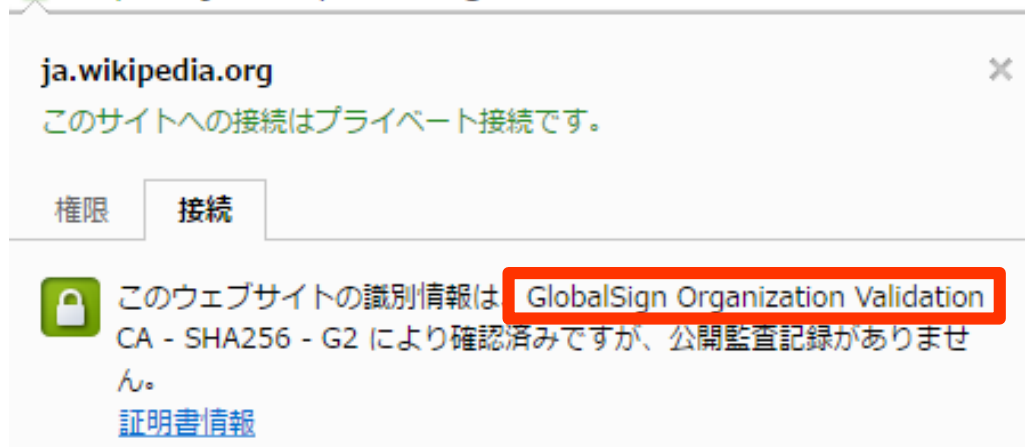 ja.wikipedia.org
このサイトへの接続はプライベート接続です。
権限 接続
このウェブサイトの識別情報は、GlobalSign Organization Validation
CA - SHA256 - G2 により確認済みですが、公開監査記録がありませ
ん。
証明書情報